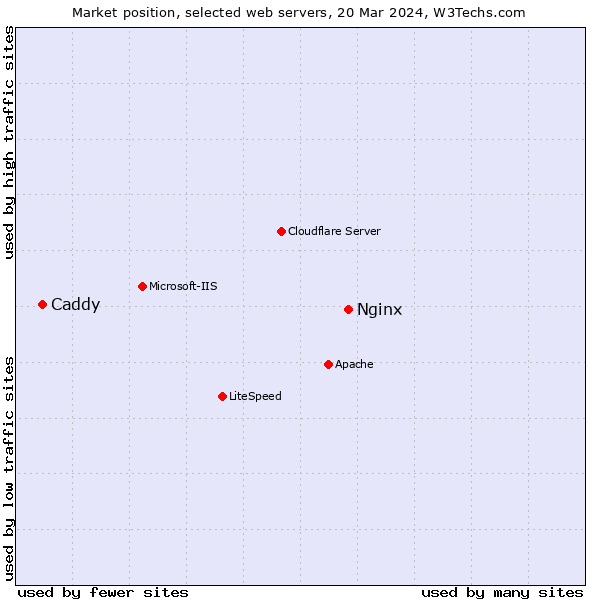 Market position, selected web servers, 20 Mar 2024, W3Techs.com
used by high traffic sites
Cloudflare Server
Microsoft-IIS
Caddy
Nginx
Apache
LiteSpeed
used by low traffic sites
used by fewer sites
used by many sites